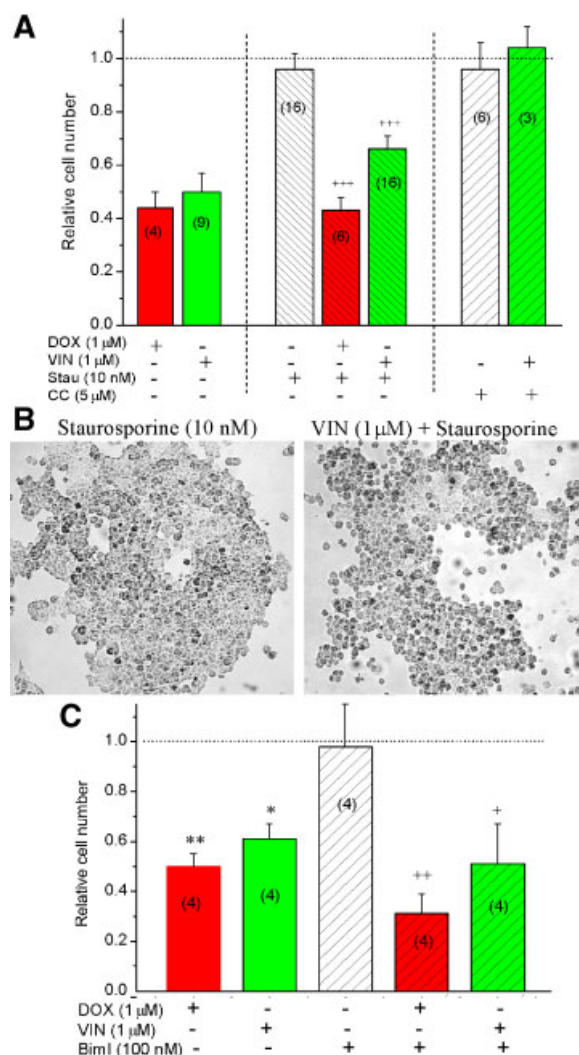 A
Relative cell number
1.0
0.8
0.6
0.4
0.2
0.0
(4)
(9)
(16)
+++
(6)
+++
(16)
(6)
(3)
DOX (1 μM) + - - + - - -
VIN (1 μM) - + - - + - +
Stau (10 nM) - - + + + - -
CC (5 μM) - - - - - + +
B
Staurosporine (10 nM)
VIN (1μM) + Staurosporine
C
Relative cell number
1.0
0.8
0.6
0.4
0.2
0.0
**
(4)
*
(4)
(4)
++
(4)
+
(4)
DOX (1 μM) + - - + -
VIN (1 μM) - + - - +
BimI (100 nM) - - + + +